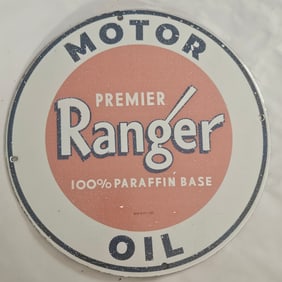 MOTOR
PREMIER
Ranger
100% PARAFFIN BASE
OIL